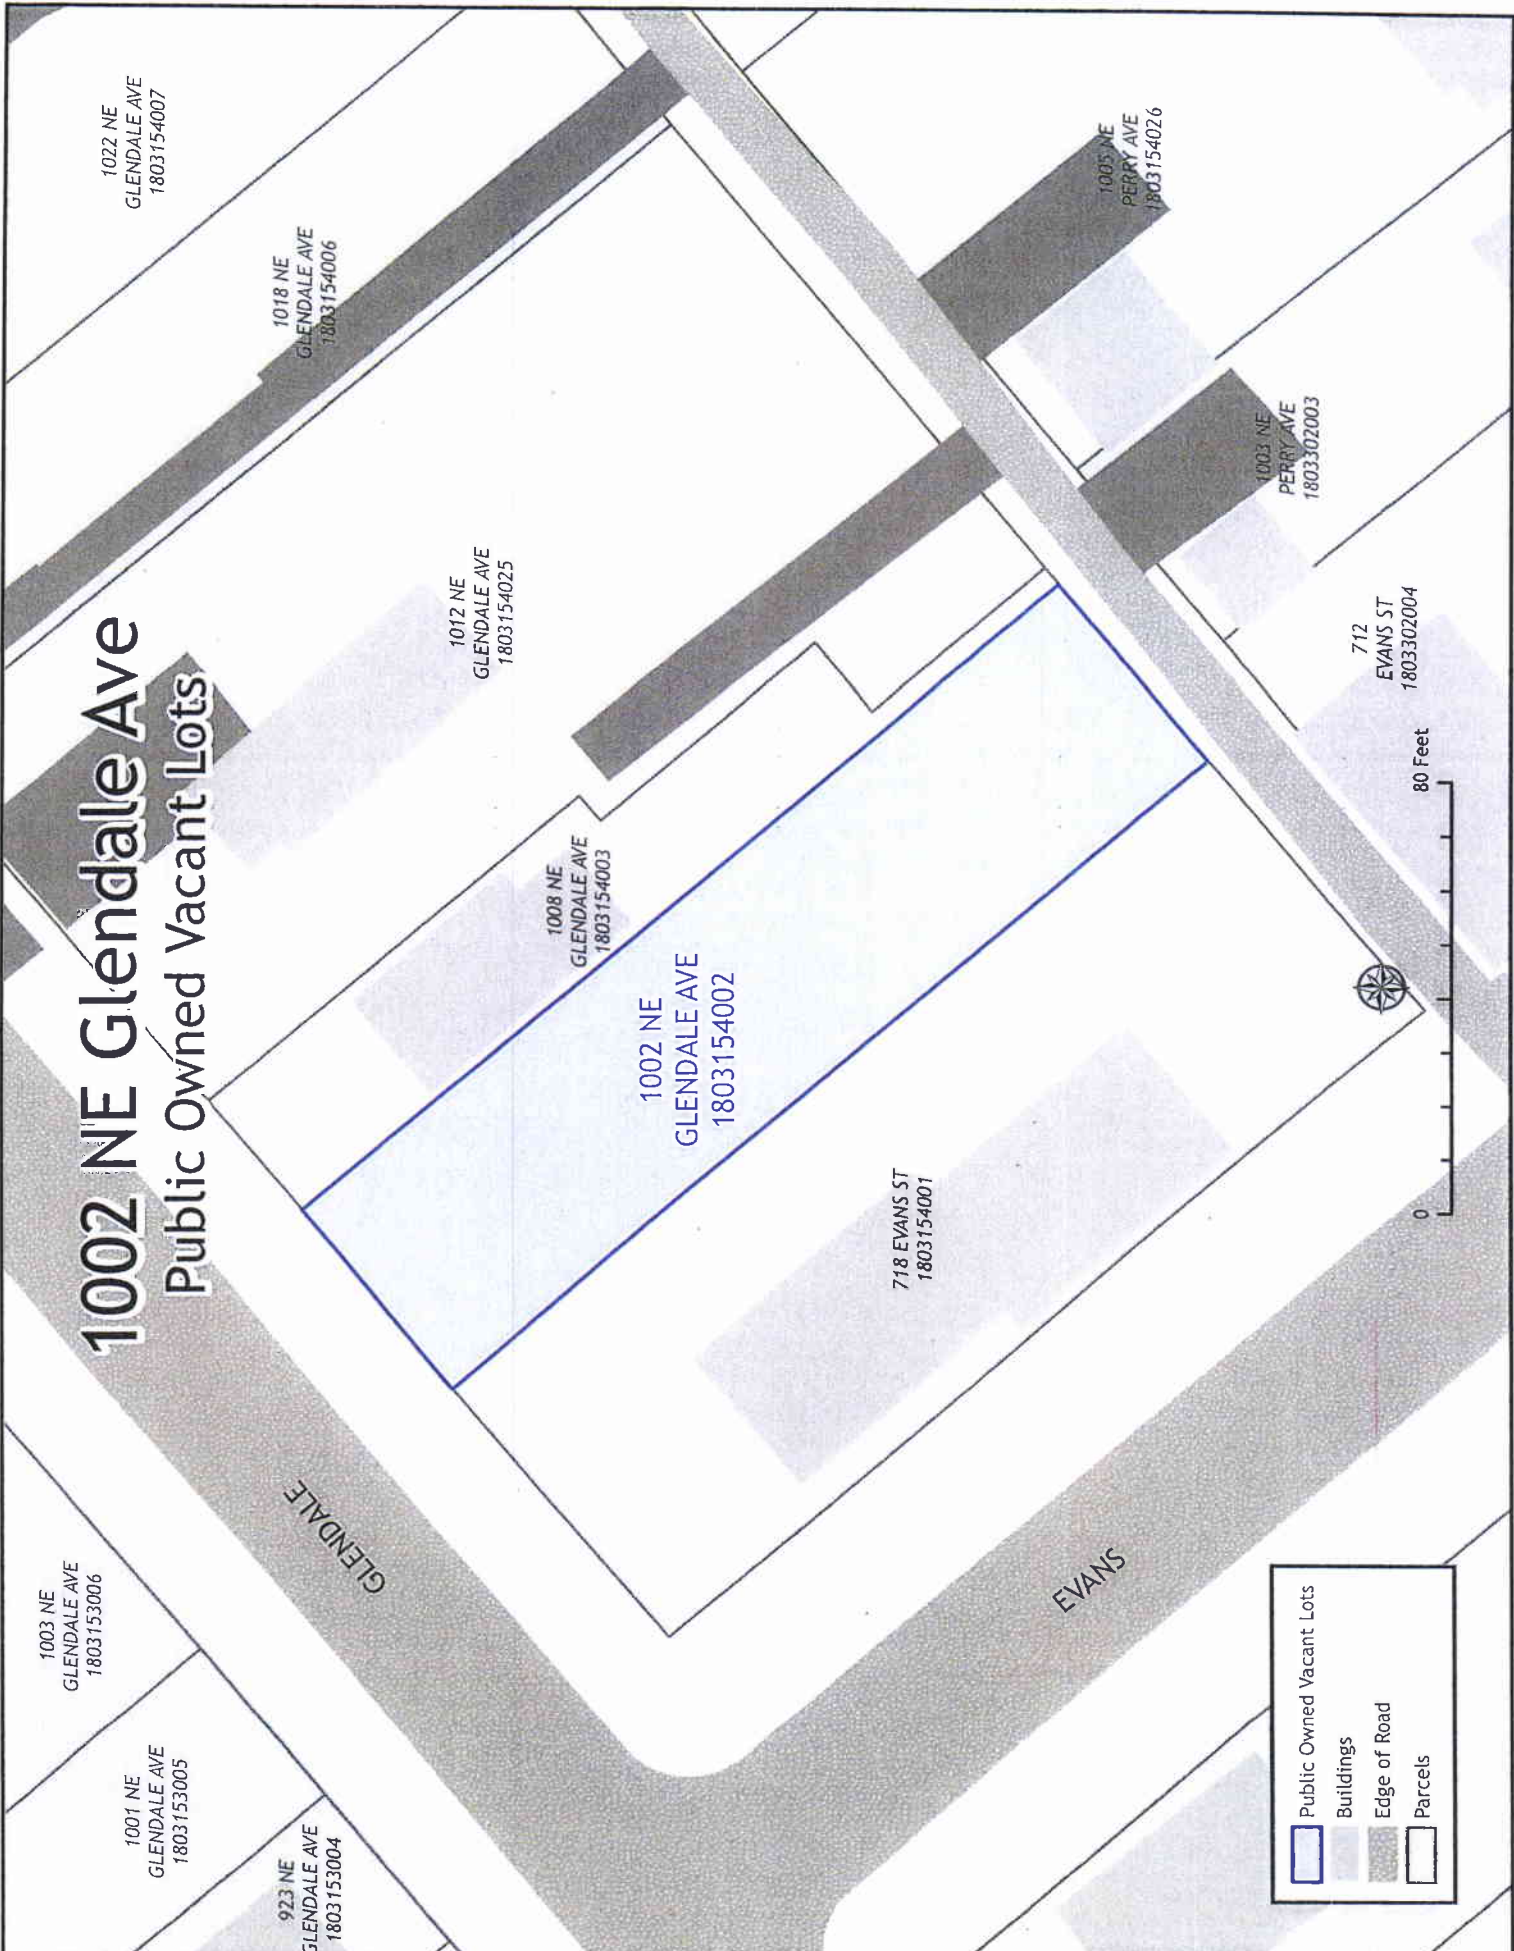 1002 NE Glendale Ave
Public Owned Vacant Lots
923 NE
GLENDALE AVE
1803153004
1001 NE
GLENDALE AVE
1803153005
1003 NE
GLENDALE AVE
1803153006
GLENDALE
1022 NE
GLENDALE AVE
1803154007
1018 NE
GLENDALE AVE
1803154006
1012 NE
GLENDALE AVE
1803154025
1008 NE
GLENDALE AVE
1803154003
1002 NE
GLENDALE AVE
1803154002
718 EVANS ST
1803154001
1005 NE
PERRY AVE
1803154026
1003 NE
PERRY AVE
1803302003
712
EVANS ST
1803302004
EVANS
Public Owned Vacant Lots
Buildings
Edge of Road
Parcels
0
80 Feet